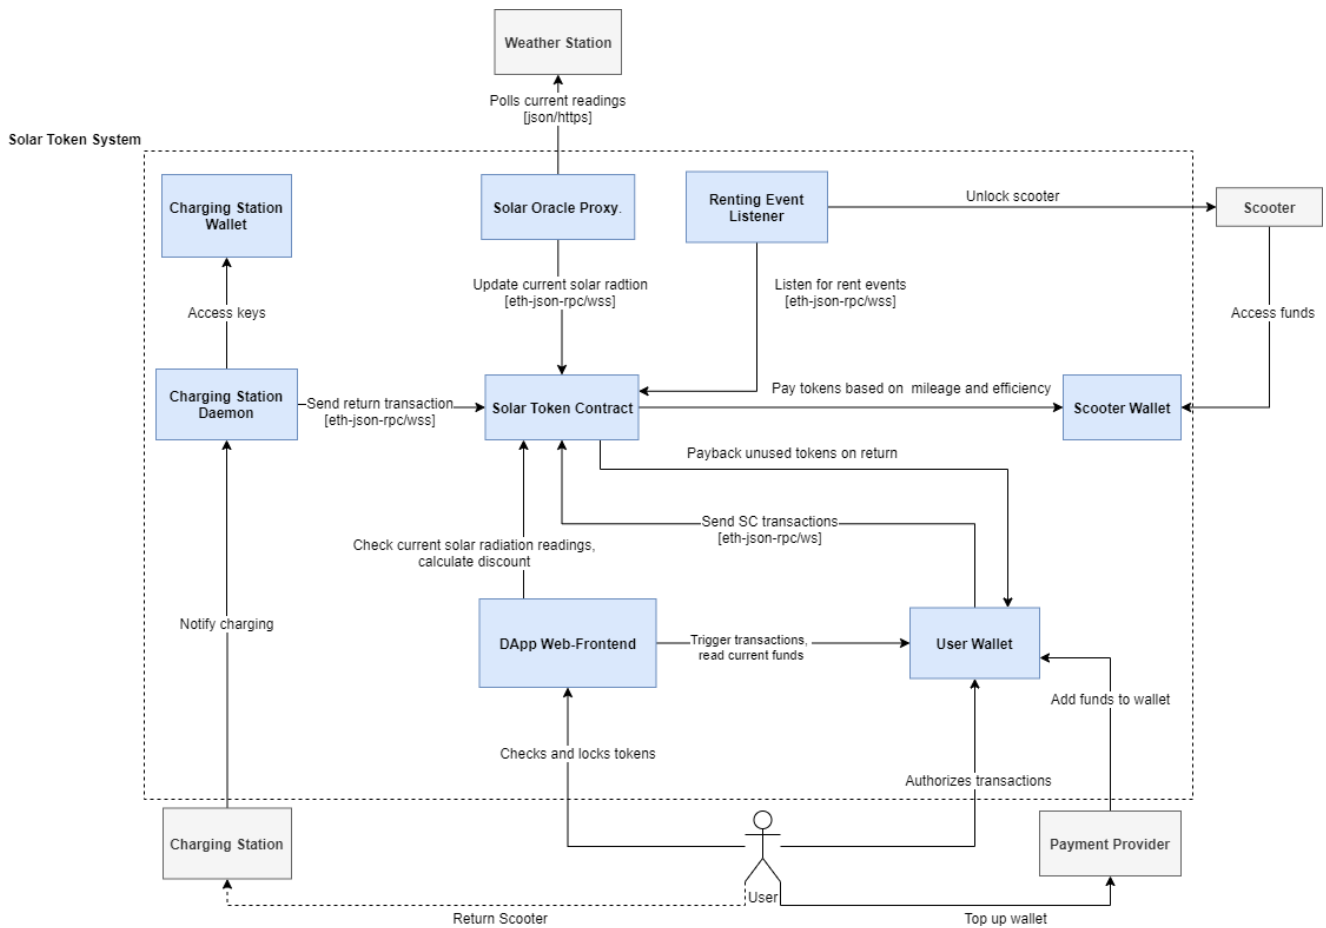 Weather Station
Polls current readings
[json/https]
Solar Token System
Charging Station
Wallet
Solar Oracle Proxy.
Renting Event
Listener
Unlock scooter
Scooter
Update current solar radtion
[eth-json-rpc/wss]
Listen for rent events
[eth-json-rpc/wss]
Access keys
Access funds
Charging Station
Daemon
Send return transaction
[eth-json-rpc/wss]
Solar Token Contract
Pay tokens based on  mileage and efficiency
Scooter Wallet
Payback unused tokens on return
Send SC transactions
[eth-json-rpc/ws]
Check current solar radiation readings,
calculate discount
Notify charging
DApp Web-Frontend
Trigger transactions,
read current funds
User Wallet
Add funds to wallet
Checks and locks tokens
Authorizes transactions
Charging Station
User
Payment Provider
Return Scooter
Top up wallet